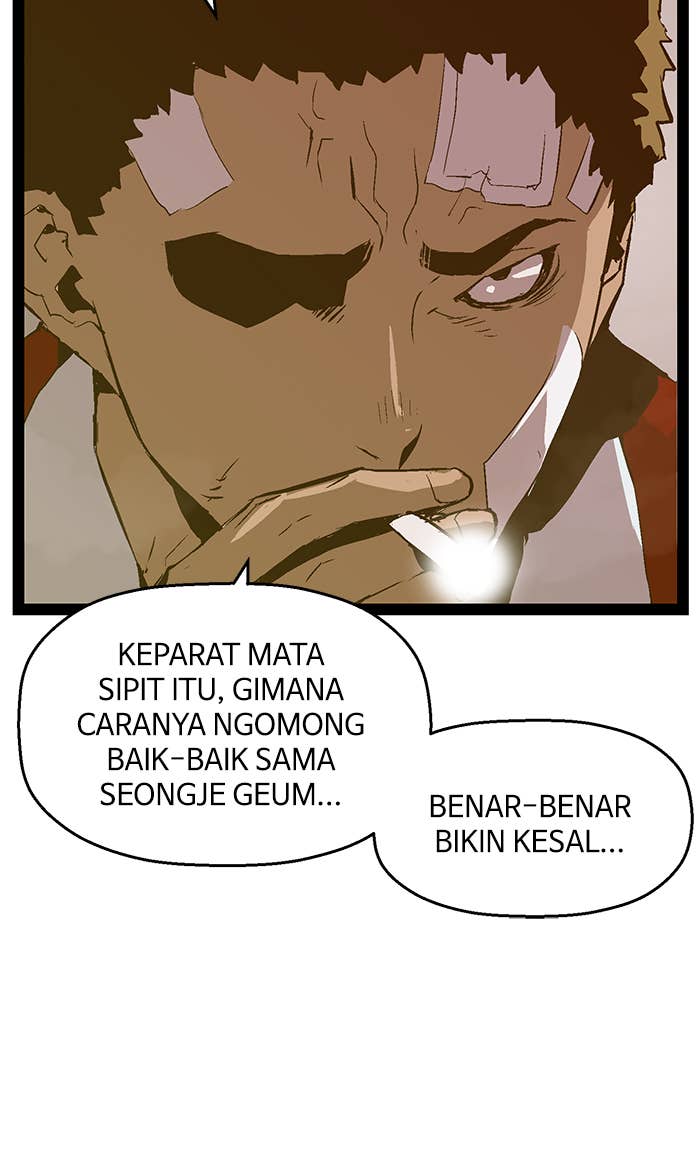 KEPARAT MATA
SIPIT ITU, GIMANA
CARANYA NGOMONG
BAIK-BAIK SAMA
SEONGJE GEUM...
BENAR-BENAR
BIKIN KESAL...